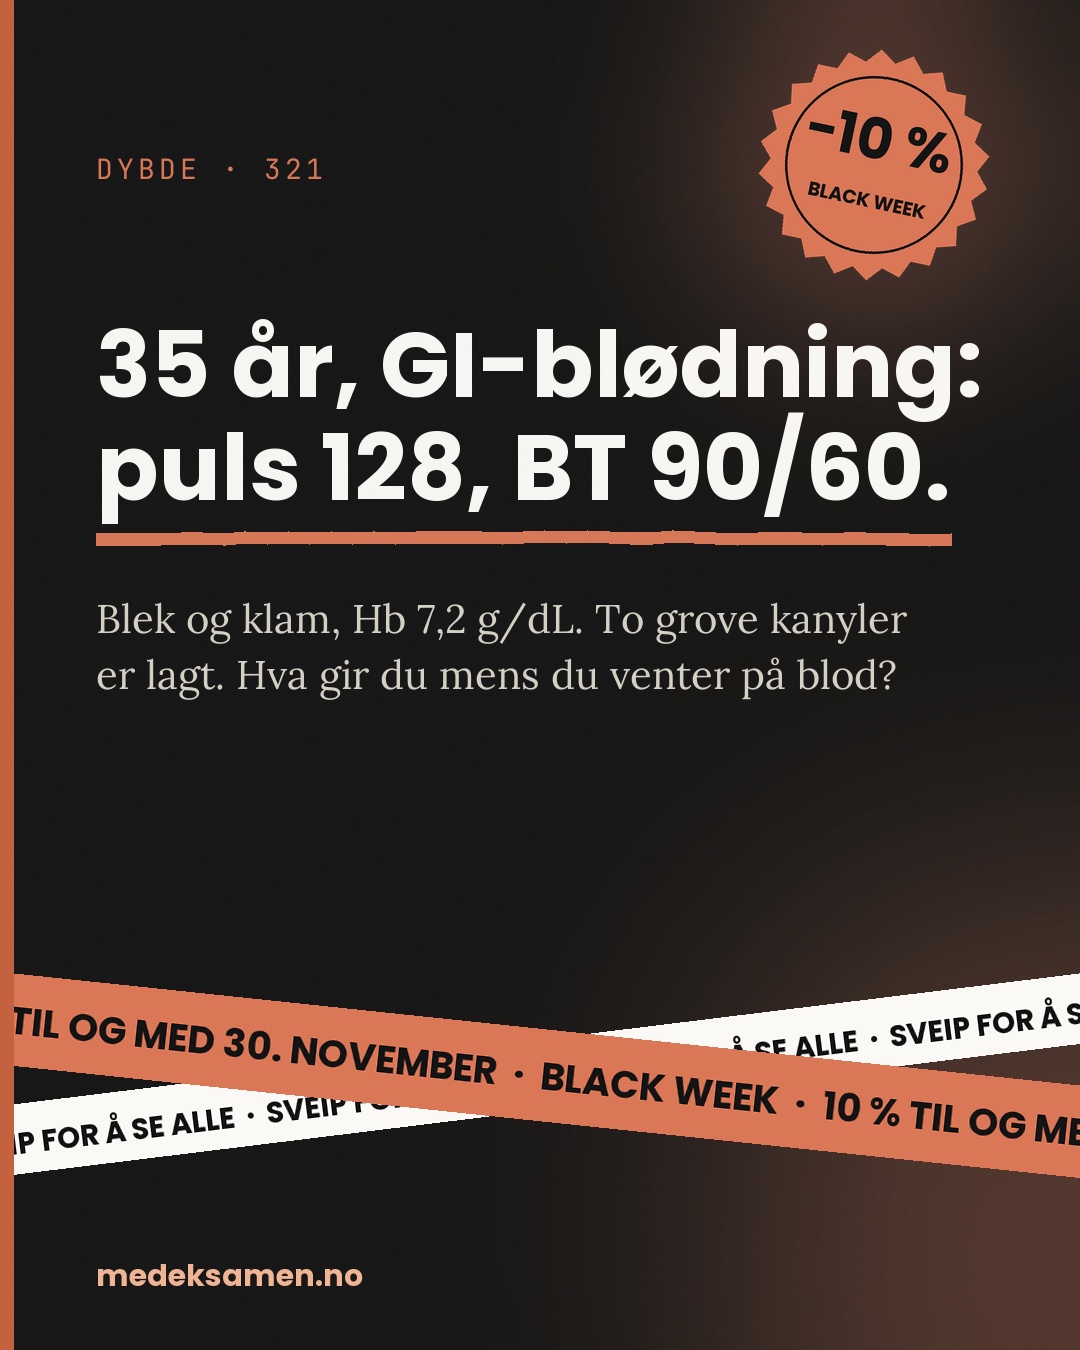 -10 %
BLACK WEEK
DYBDE · 321
35 år, GI-blødning:
puls 128, BT 90/60.
Blek og klam, Hb 7,2 g/dL. To grove kanyler
er lagt. Hva gir du mens du venter på blod?
TIL OG MED 30. NOVEMBER · BLACK WEEK · 10 % TIL OG
SE ALLE · SVEIP FOR Å
FOR Å SE ALLE · SVEIP
medeksamen.no